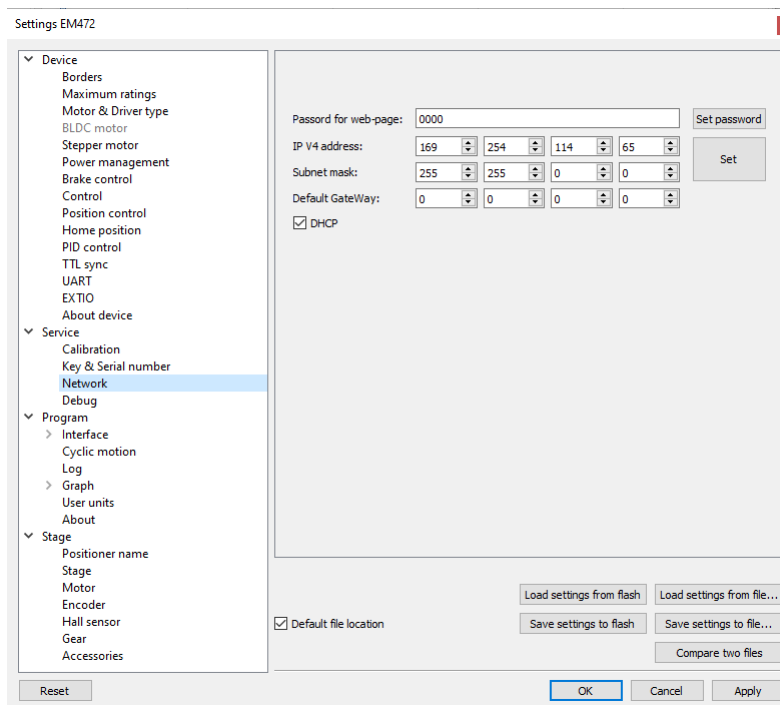 Settings EM472
Device
Borders
Maximum ratings
Motor & Driver type
BLDC motor
Stepper motor
Power management
Brake control
Control
Position control
Home position
PID control
TTL sync
UART
EXTIO
About device
Service
Calibration
Key & Serial number
Network
Debug
Program
Interface
Cyclic motion
Log
Graph
User units
About
Stage
Positioner name
Stage
Motor
Encoder
Hall sensor
Gear
Accessories
Passord for web-page: 0000 Set password
IP V4 address: 169 254 114 65 Set
Subnet mask: 255 255 0 0
Default GateWay: 0 0 0 0
DHCP
Load settings from flash Load settings from file...
Default file location Save settings to flash Save settings to file...
Compare two files
Reset OK Cancel Apply